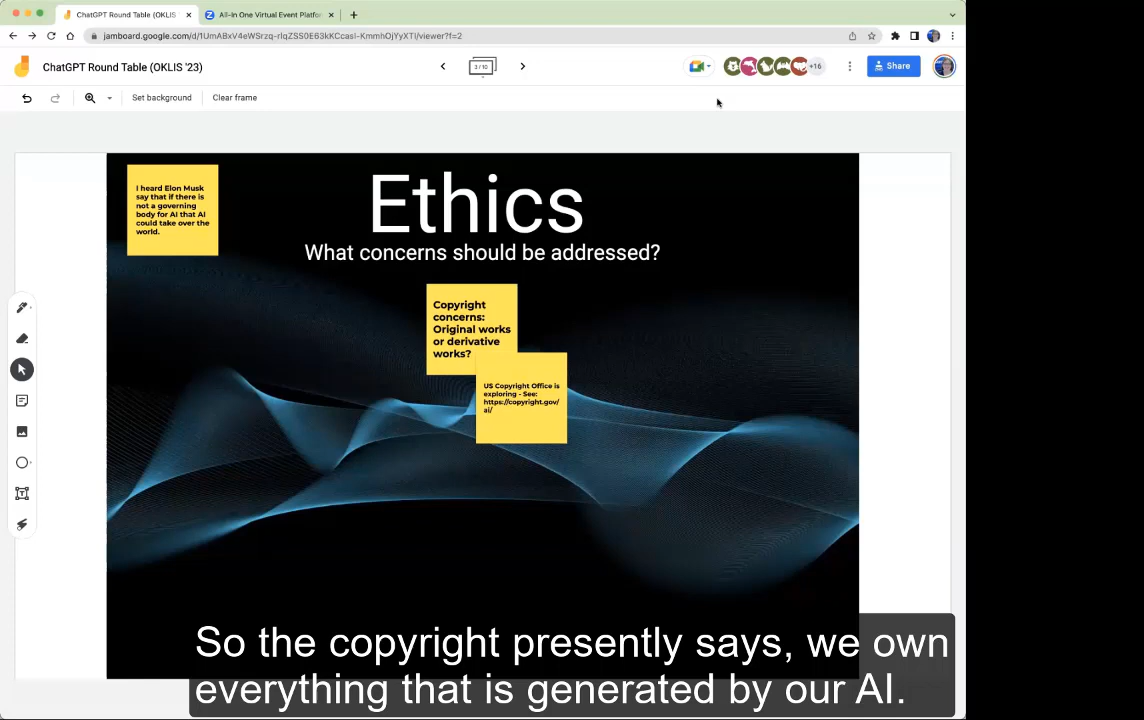 ChatGPT Round Table (OKLIS '23)
All-In One Virtual Event Platfor
jamboard.google.com/d/1UmABxV4eWSrzq-rIqZSS0E63kKCcasI-KmmhOjYyXTI/viewer?f=2
ChatGPT Round Table (OKLIS '23)
3 / 10
+16
Share
Set background
Clear frame
I heard Elon Musk
say that if there is
not a governing
body for AI that AI
could take over the
world.
Ethics
What concerns should be addressed?
Copyright
concerns:
Original works
or derivative
works?
US Copyright Office is
exploring - See:
https://copyright.gov/
ai/
So the copyright presently says, we own
everything that is generated by our AI.